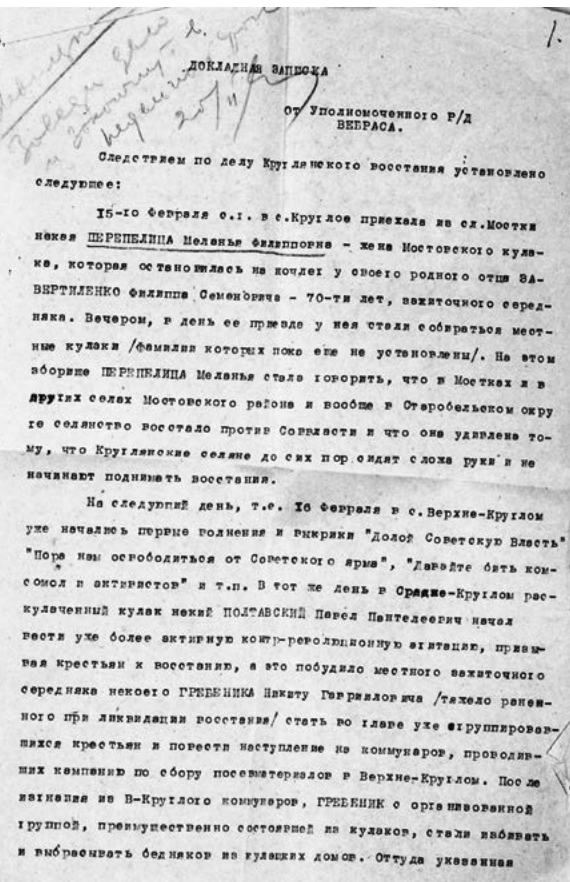 1.
ДОКЛАДНАЯ ЗАПИСКА
От Уполномоченного Р/Д
ВЕБРАСА.
Следствием по делу Круглянского восстания установлено
следующее:
15-го Февраля с.г. в с.Круглое приехала из сл.Мостки
некая ПЕРЕПЕЛИЦА Меланья Филипповна - жена Мостовского кула-
ка, которая остановилась на ночлег у своего родного отца ЗА-
ВЕРТИЛЕНКО Филиппа Семеновича - 70-ти лет, зажиточного серед-
няка. Вечером, в день ее приезда у нея стали собираться мест-
ные кулаки /фамилии которых пока еще не установлены/. На этом
зборище ПЕРЕПЕЛИЦА Меланья стала говорить, что в Мостках и в
других селах Мостовского района и вообще в Старобельском окру
ге селянство восстало против Соввласти и что она удивлена то-
му, что Круглянские селяне до сих пор сидят сложа руки и не
начинают поднимать восстания.
На следующий день, т.е. 16 Февраля в с.Верхне-Круглом
уже начались первые волнения и выкрики "Долой Советскую Власть"
"Пора нам освободиться от Советского ярма", "Давайте бить ком-
сомол и активистов" и т.п. В тот же день в Средне-Круглом рас-
кулаченный кулак некий ПОЛТАВСКИЙ Павел Пантелеевич начал
вести уже более активную контр-революционную агитацию, призы-
вая крестьян к восстанию, а это побудило местного зажиточного
середняка некоего ГРЕБЕНИКА Никиту Гаврииловича /тяжело ранен-
ного при ликвидации восстания/ стать во главе уже сгруппировав-
шихся крестьян и повести наступление на коммунаров, проводив-
ших кампанию по сбору посевматериалов в Верхне-Круглом. После
изгнания из В-Круглого коммунаров, ГРЕБЕНИК с организованной
группой, преимущественно состоявшей из кулаков, стали избивать
и выбрасывать бедняков из кулацких домов. Оттуда указанная